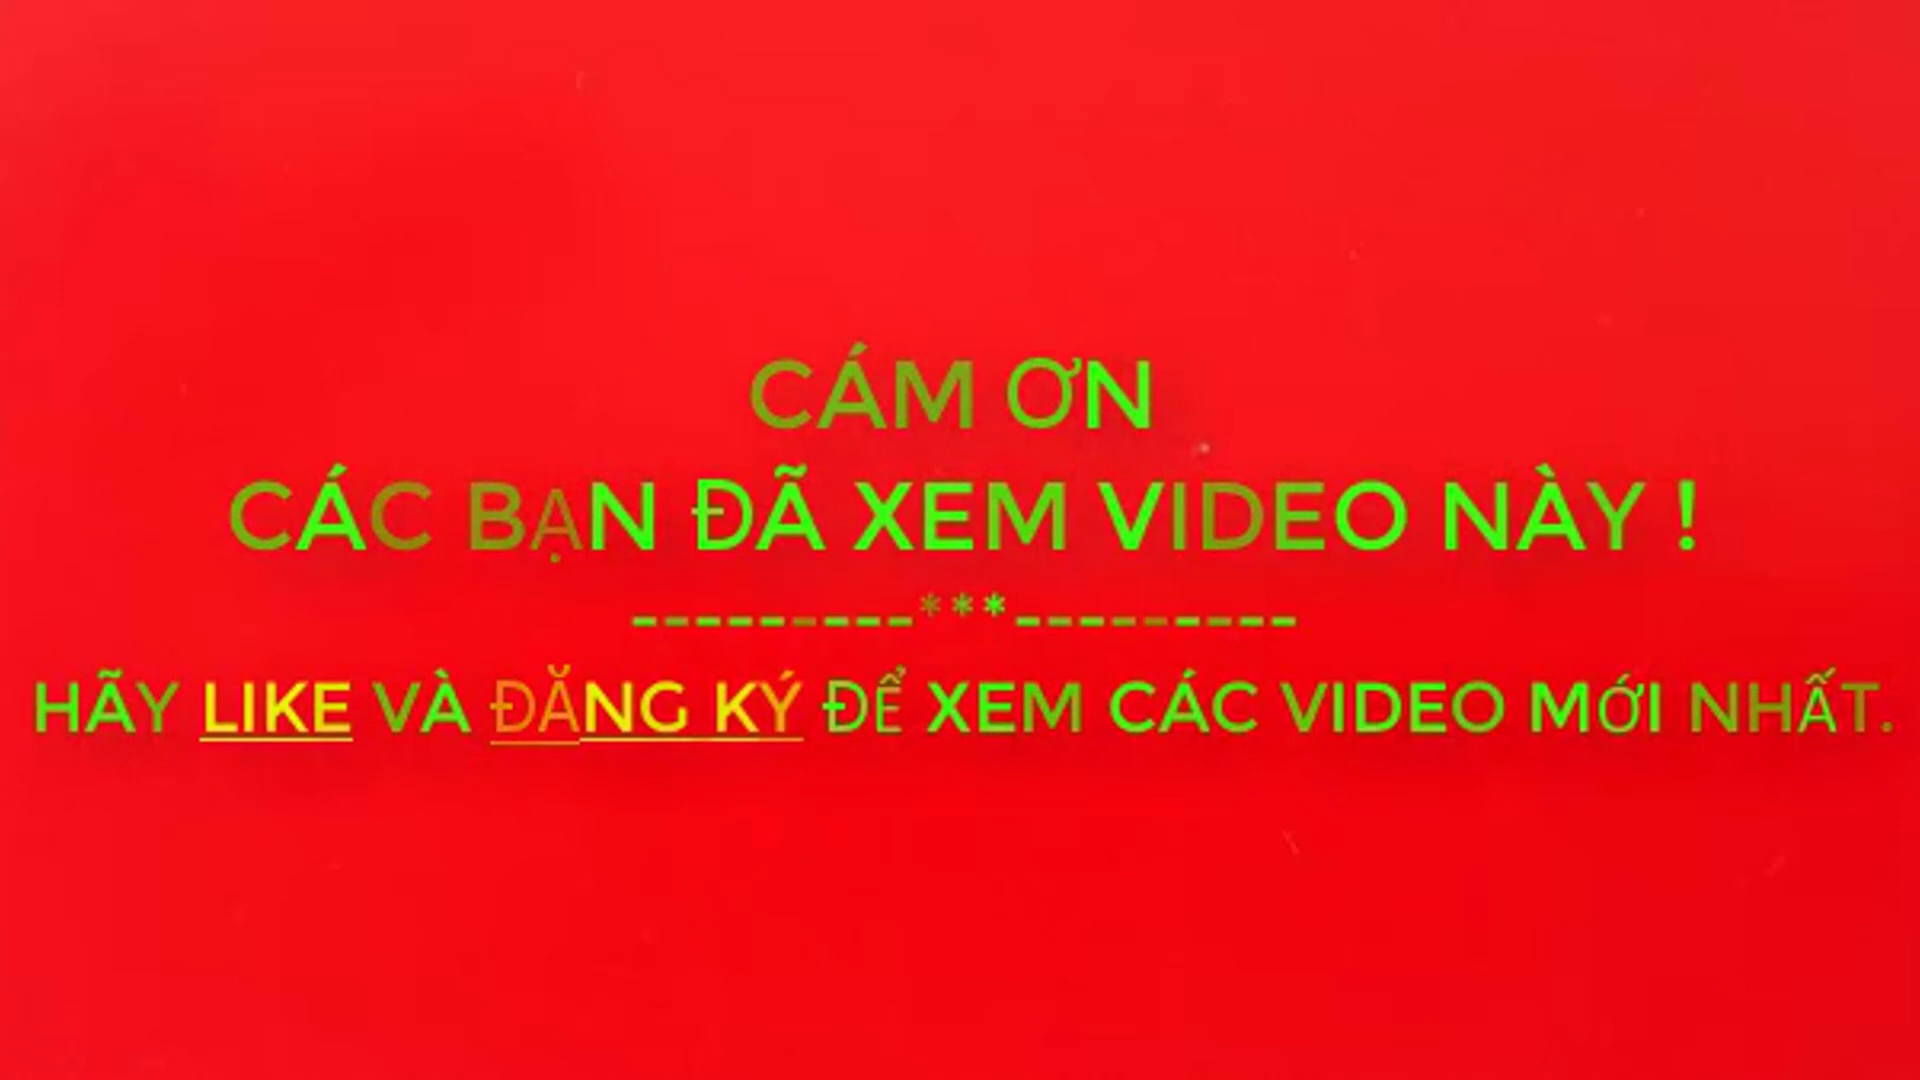 CÁM ƠN
CÁC BẠN ĐÃ XEM VIDEO NÀY !
---------***---------
HÃY LIKE VÀ ĐĂNG KÝ ĐỂ XEM CÁC VIDEO MỚI NHẤT.